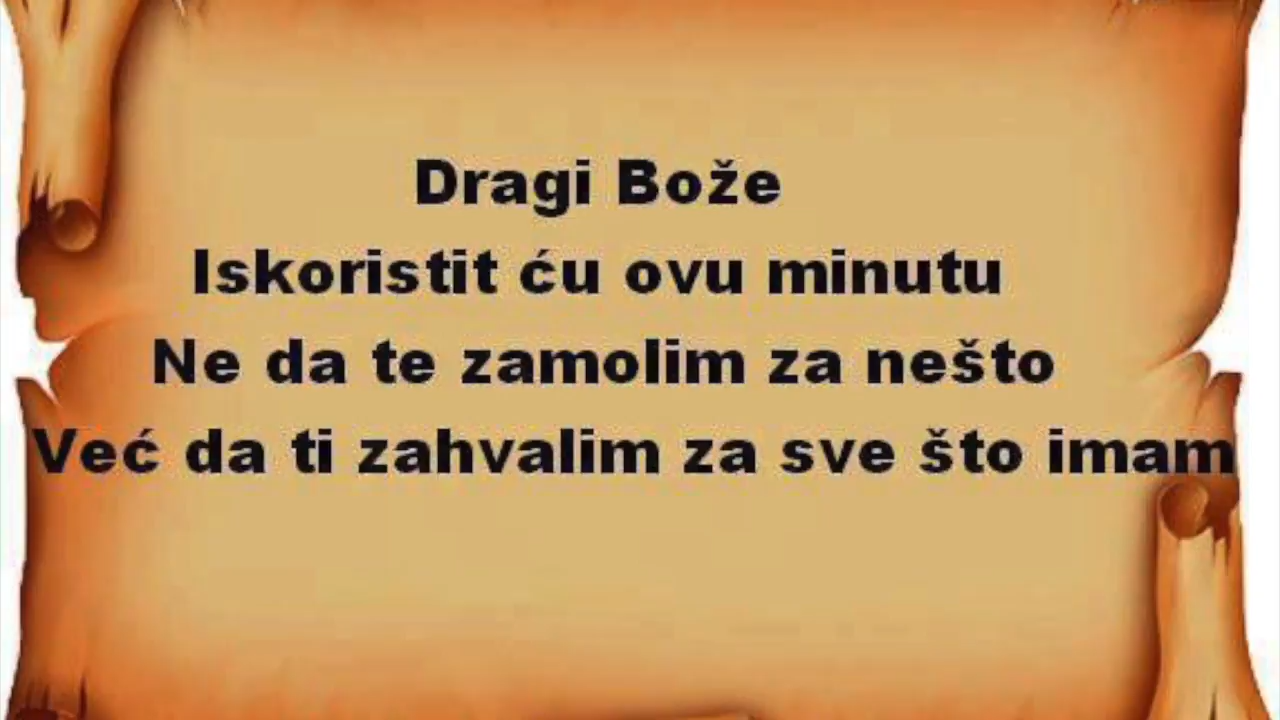 Dragi Bože
Iskoristit ću ovu minutu
Ne da te zamolim za nešto
Već da ti zahvalim za sve što imam